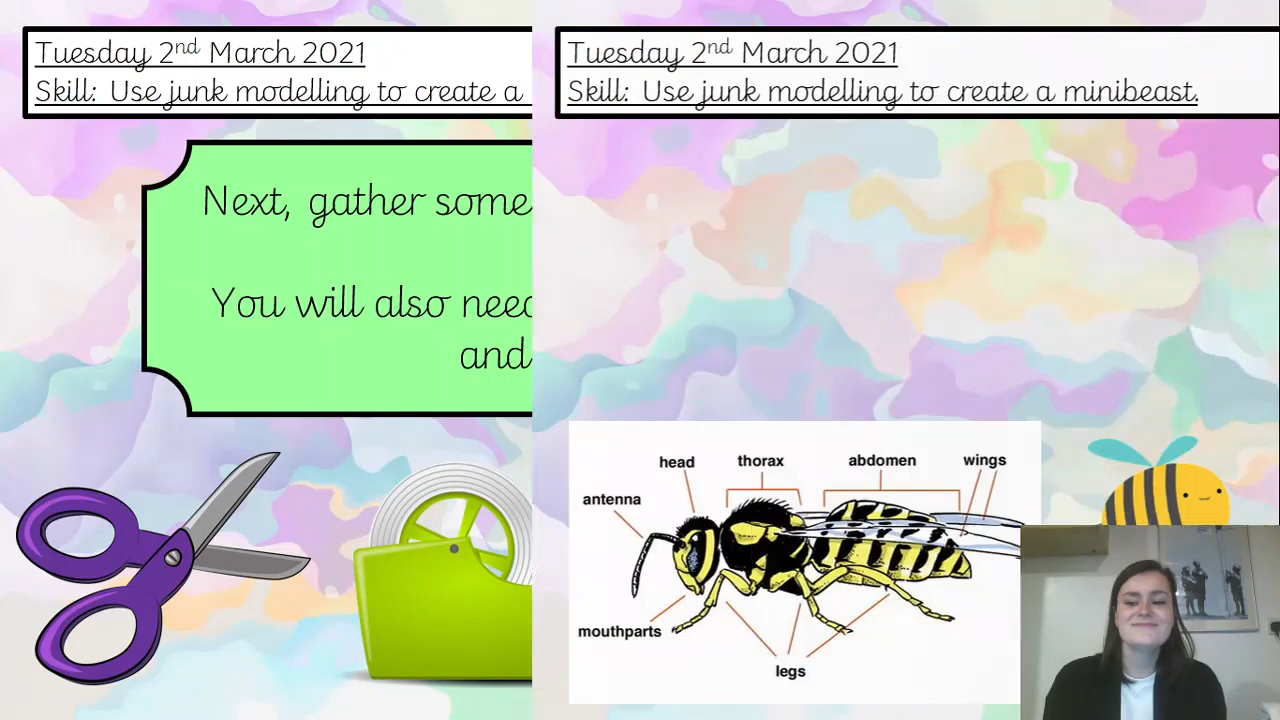 Tuesday 2nd March 2021
Skill: Use junk modelling to create a
Next, gather some
You will also need
and
Tuesday 2nd March 2021
Skill: Use junk modelling to create a minibeast.
head thorax abdomen wings
antenna
mouthparts
legs